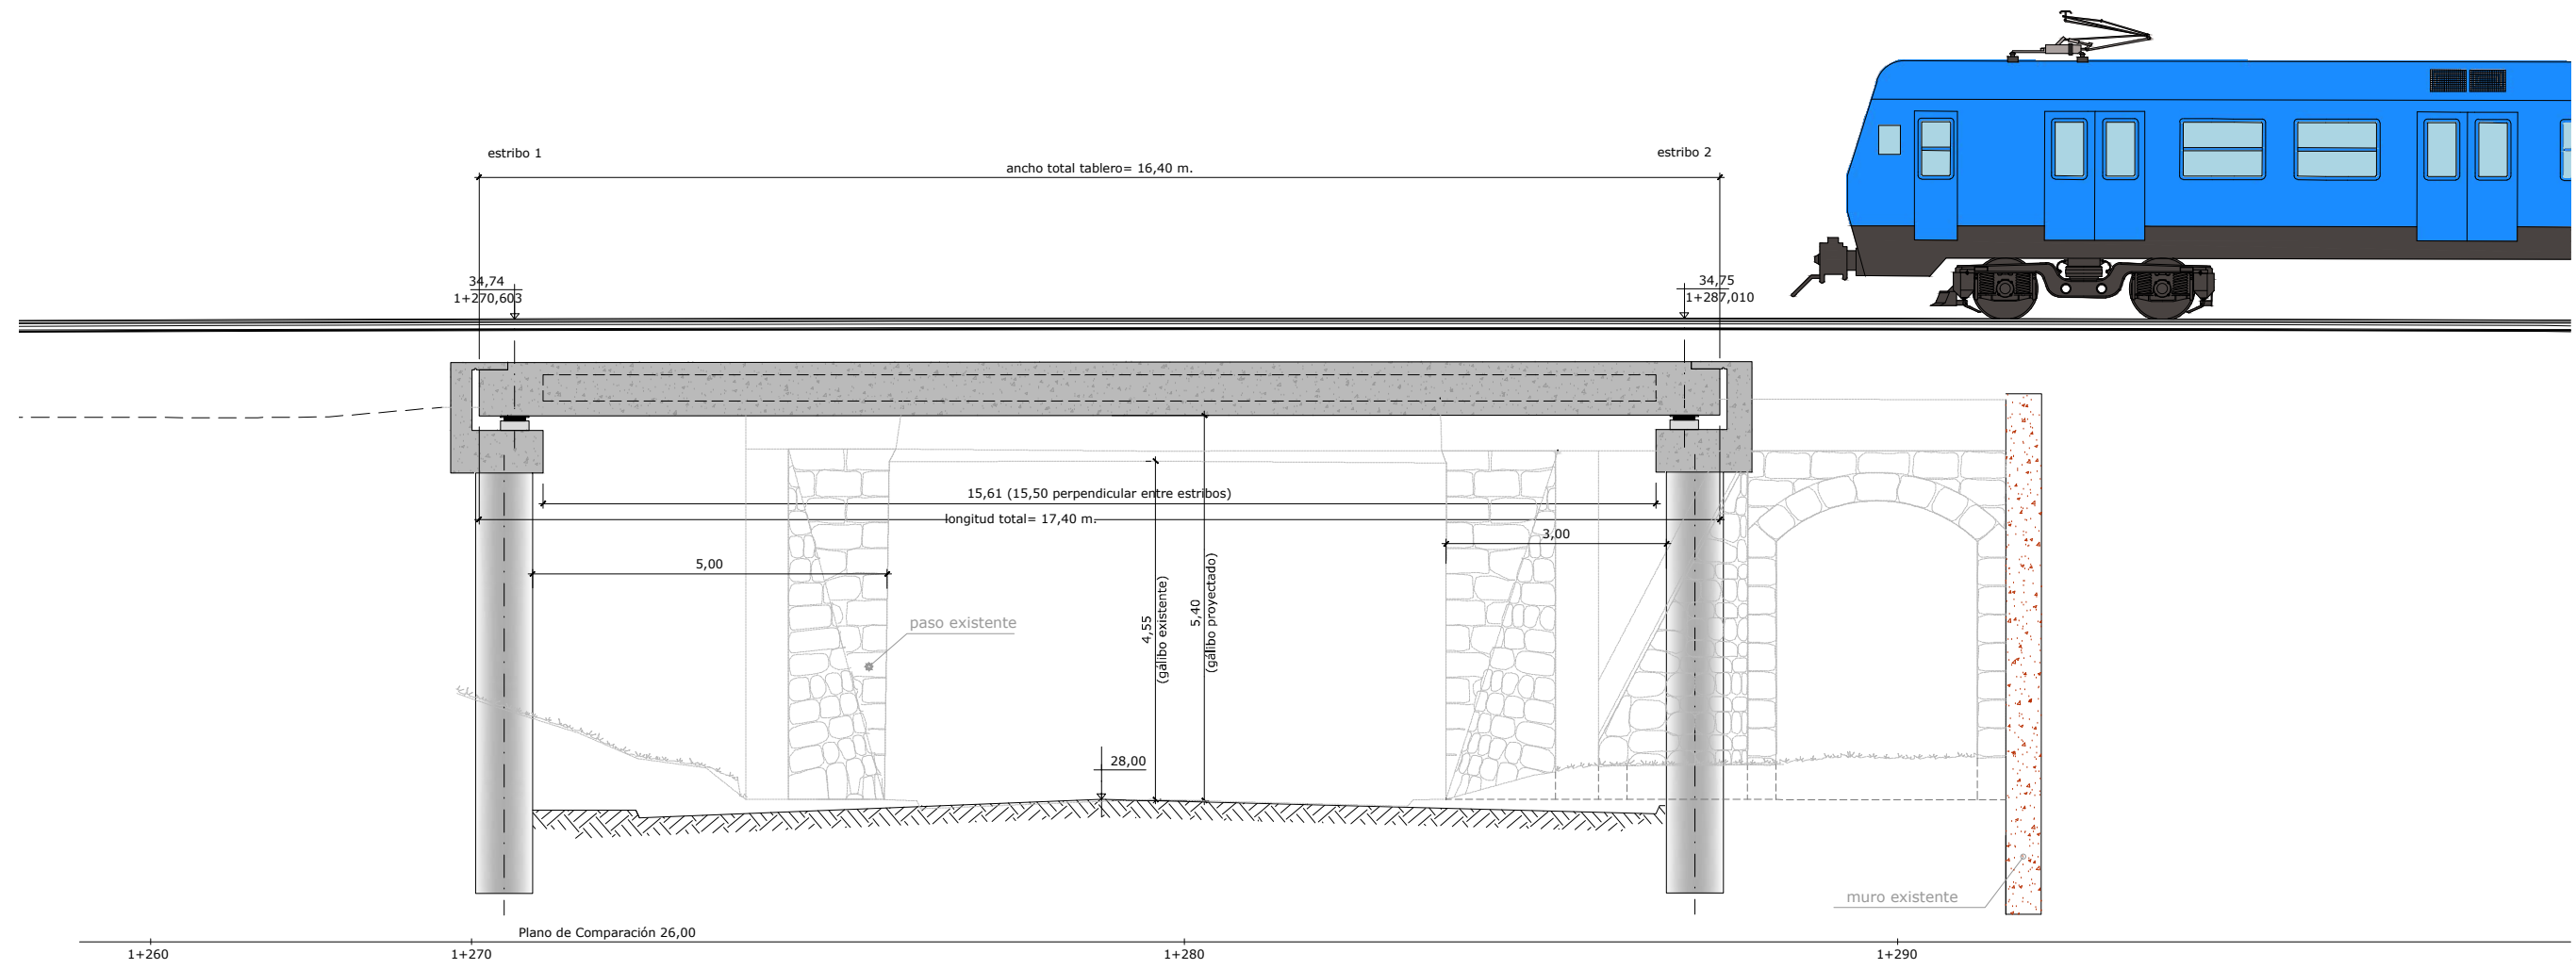 estribo 1
estribo 2
ancho total tablero= 16,40 m.
34,74
1+270,603
34,75
1+287,010
15,61 (15,50 perpendicular entre estribos)
longitud total= 17,40 m.
3,00
5,00
4,55
(gálibo existente)
5,40
(gálibo proyectado)
paso existente
28,00
muro existente
Plano de Comparación 26,00
1+260
1+270
1+280
1+290